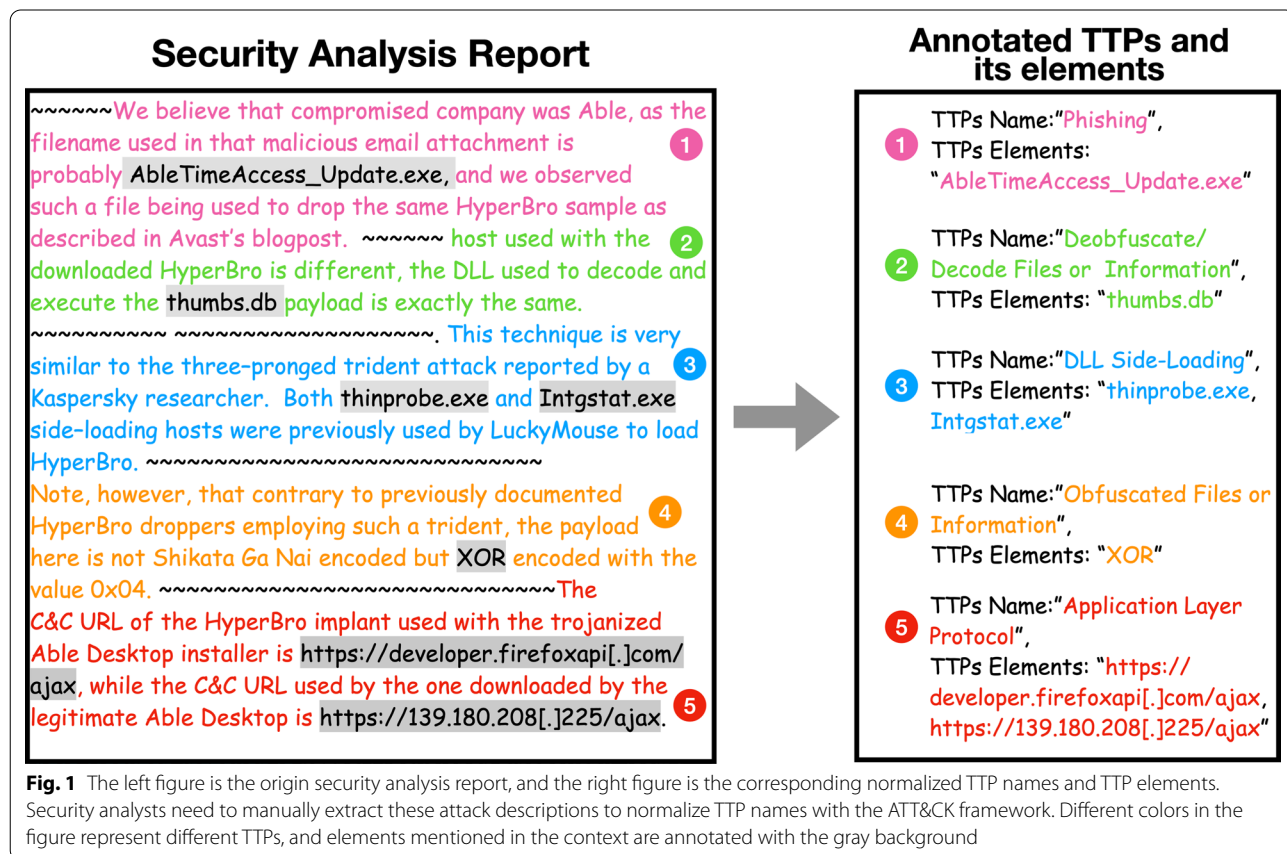 Security Analysis Report
~~~~~~We believe that compromised company was Able, as the
filename used in that malicious email attachment is
1
probably AbleTimeAccess_Update.exe, and we observed
such a file being used to drop the same HyperBro sample as
described in Avast's blogpost. ~~~~~~ host used with the
2
downloaded HyperBro is different, the DLL used to decode and
execute the thumbs.db payload is exactly the same.
~~~~~~~~~~ ~~~~~~~~~~~~~~~~~~~. This technique is very
similar to the three-pronged trident attack reported by a
3
Kaspersky researcher. Both thinprobe.exe and Intgstat.exe
side-loading hosts were previously used by LuckyMouse to load
HyperBro. ~~~~~~~~~~~~~~~~~~~~~~~~~~~~~
Note, however, that contrary to previously documented
HyperBro droppers employing such a trident, the payload
4
here is not Shikata Ga Nai encoded but XOR encoded with the
value 0x04. ~~~~~~~~~~~~~~~~~~~~~~~~~~~~~The
C&C URL of the HyperBro implant used with the trojanized
Able Desktop installer is https://developer.firefoxapi[.]com/
ajax, while the C&C URL used by the one downloaded by the
legitimate Able Desktop is https://139.180.208[.]225/ajax.
5
Annotated TTPs and
its elements
1
TTPs Name:"Phishing",
TTPs Elements:
"AbleTimeAccess_Update.exe"
2
TTPs Name:"Deobfuscate/
Decode Files or Information",
TTPs Elements: "thumbs.db"
3
TTPs Name:"DLL Side-Loading",
TTPs Elements: "thinprobe.exe,
Intgstat.exe"
4
TTPs Name:"Obfuscated Files or
Information",
TTPs Elements: "XOR"
5
TTPs Name:"Application Layer
Protocol",
TTPs Elements: "https://
developer.firefoxapi[.]com/ajax,
https://139.180.208[.]225/ajax"
Fig. 1 The left figure is the origin security analysis report, and the right figure is the corresponding normalized TTP names and TTP elements.
Security analysts need to manually extract these attack descriptions to normalize TTP names with the ATT&CK framework. Different colors in the
figure represent different TTPs, and elements mentioned in the context are annotated with the gray background